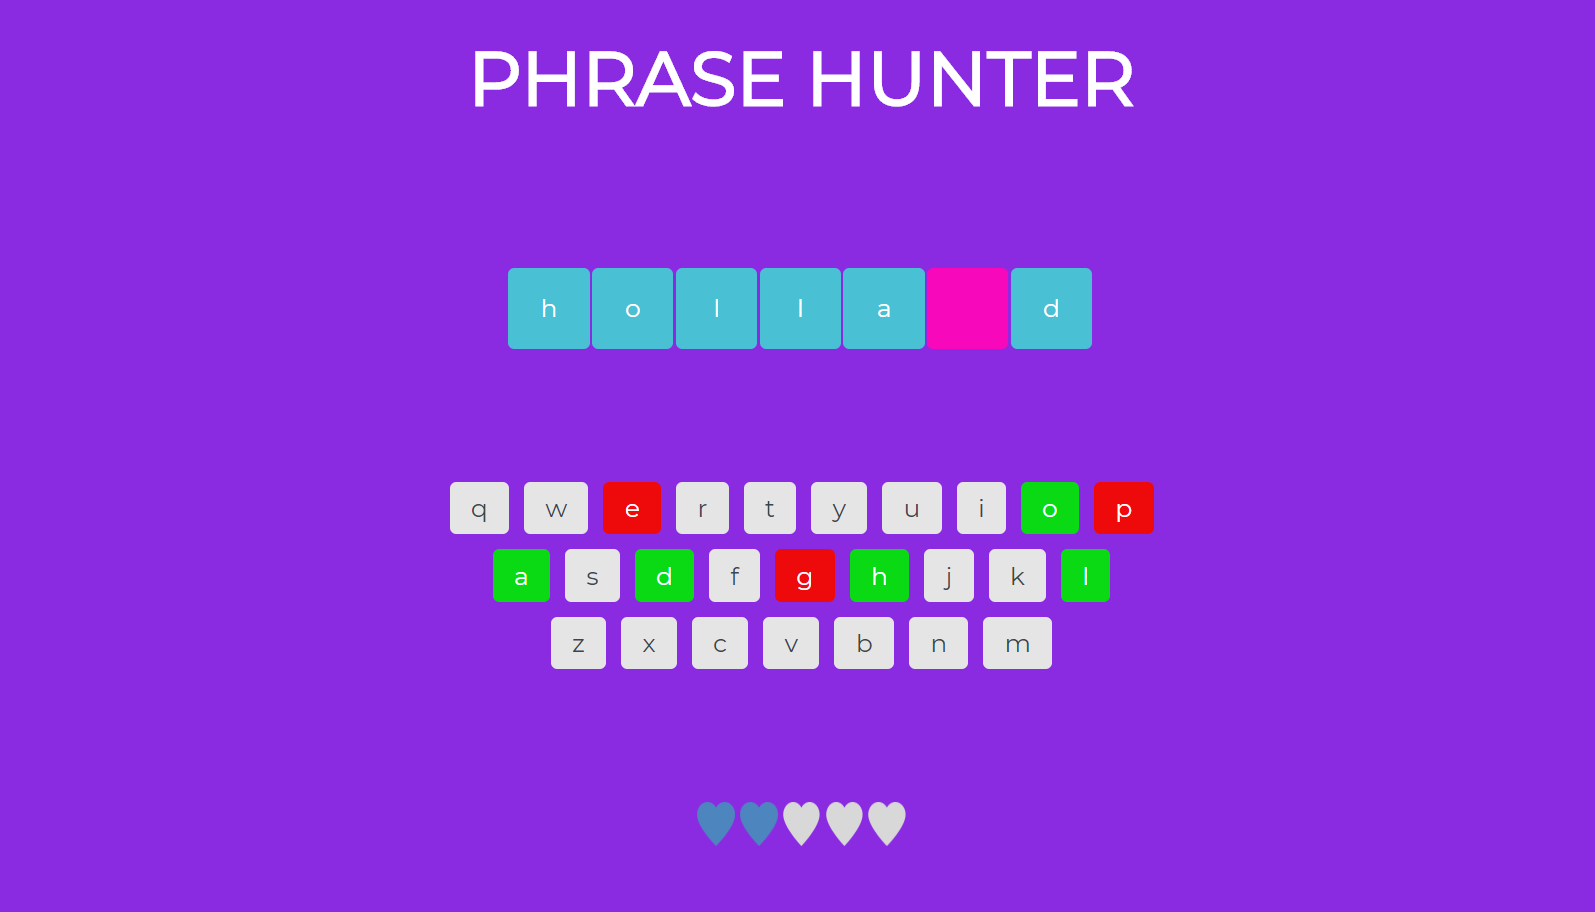 PHRASE HUNTER
h o l l a d
q w e r t y u i o p
a s d f g h j k l
z x c v b n m